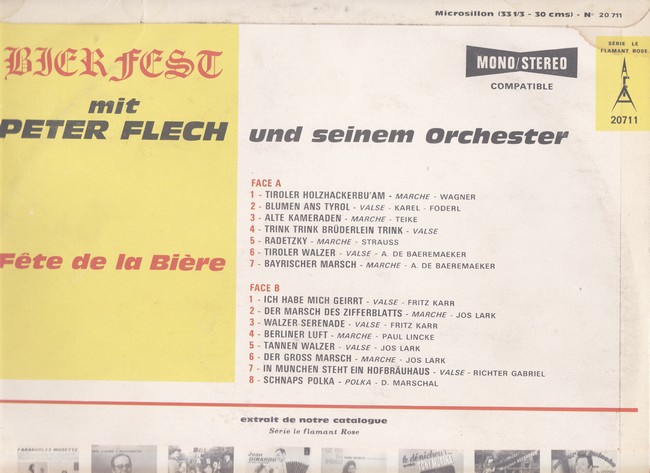 Microsillon (33 1/3 - 30 cms) - N° 20 711
BIERFEST
mit
PETER FLECH
und seinem Orchester
MONO/STEREO
COMPATIBLE
SÉRIE LE
FLAMANT ROSE
20711
FACE A
1 - TIROLER HOLZHACKERBU'AM - MARCHE - WAGNER
2 - BLUMEN ANS TYROL - VALSE - KAREL - FODERL
3 - ALTE KAMERADEN - MARCHE - TEIKE
4 - TRINK TRINK BRÜDERLEIN TRINK - VALSE
5 - RADETZKY - MARCHE - STRAUSS
6 - TIROLER WALZER - VALSE - A. DE BAEREMAEKER
7 - BAYRISCHER MARSCH - MARCHE - A. DE BAEREMAEKER
Fête de la Bière
FACE B
1 - ICH HABE MICH GEIRRT - VALSE - FRITZ KARR
2 - DER MARSCH DES ZIFFERBLATTS - MARCHE - JOS LARK
3 - WALZER SERENADE - VALSE - FRITZ KARR
4 - BERLINER LUFT - MARCHE - PAUL LINCKE
5 - TANNEN WALZER - VALSE - JOS LARK
6 - DER GROSS MARSCH - MARCHE - JOS LARK
7 - IN MUNCHEN STEHT EIN HOFBRÄUHAUS - VALSE - RICHTER GABRIEL
8 - SCHNAPS POLKA - POLKA - D. MARSCHAL
extrait de notre catalogue
Série le flamant Rose
Jean